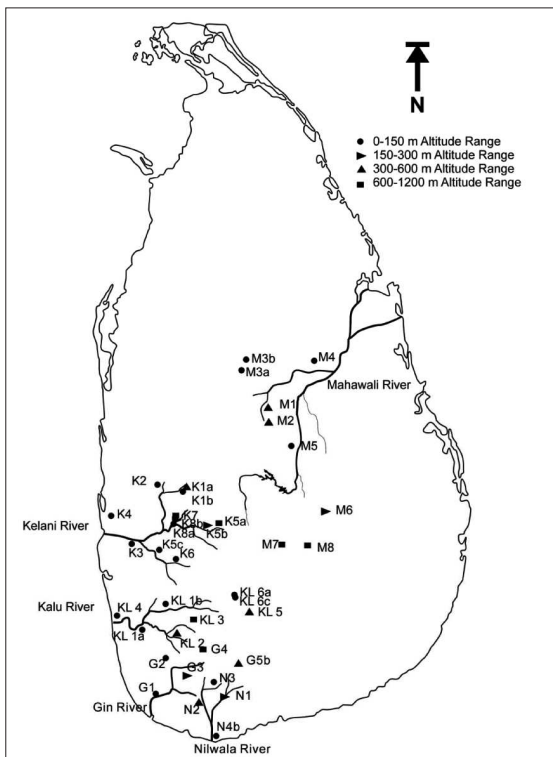 N
0-150 m Altitude Range
150-300 m Altitude Range
300-600 m Altitude Range
600-1200 m Altitude Range
M3b
M4
M3a
Mahawali River
M1
M2
M5
K2
K1a
K1b
K4
K7
K8b
K5a
M6
Kelani River
K8a
K5b
K3
K5c
K6
M7
M8
KL 6a
KL 1b
KL 6c
Kalu River
KL 4
KL 3
KL 5
KL 1a
KL 2
G4
G2
G3
G5b
N3
G1
N1
Gin River
N2
N4b
Nilwala River